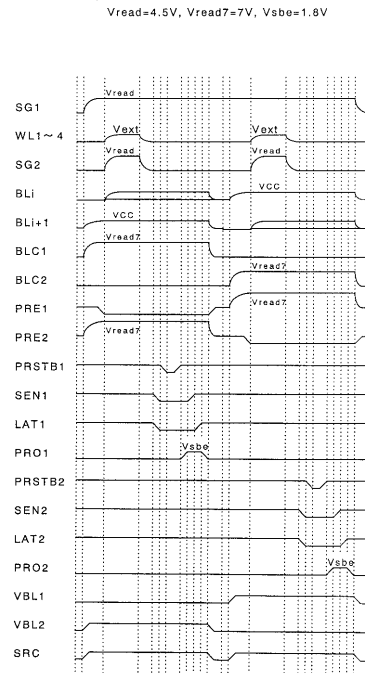 Vread=4.5V, Vread7=7V, Vsbe=1.8V
SG1 Vread
WL1~4 Vext Vext
SG2 Vread Vread
BLi VCC
BLi+1 VCC
BLC1 Vread7
BLC2 Vread7
PRE1 Vread7
PRE2 Vread7
PRSTB1
SEN1
LAT1
PRO1 Vsbe
PRSTB2
SEN2
LAT2
PRO2 Vsbe
VBL1
VBL2
SRC